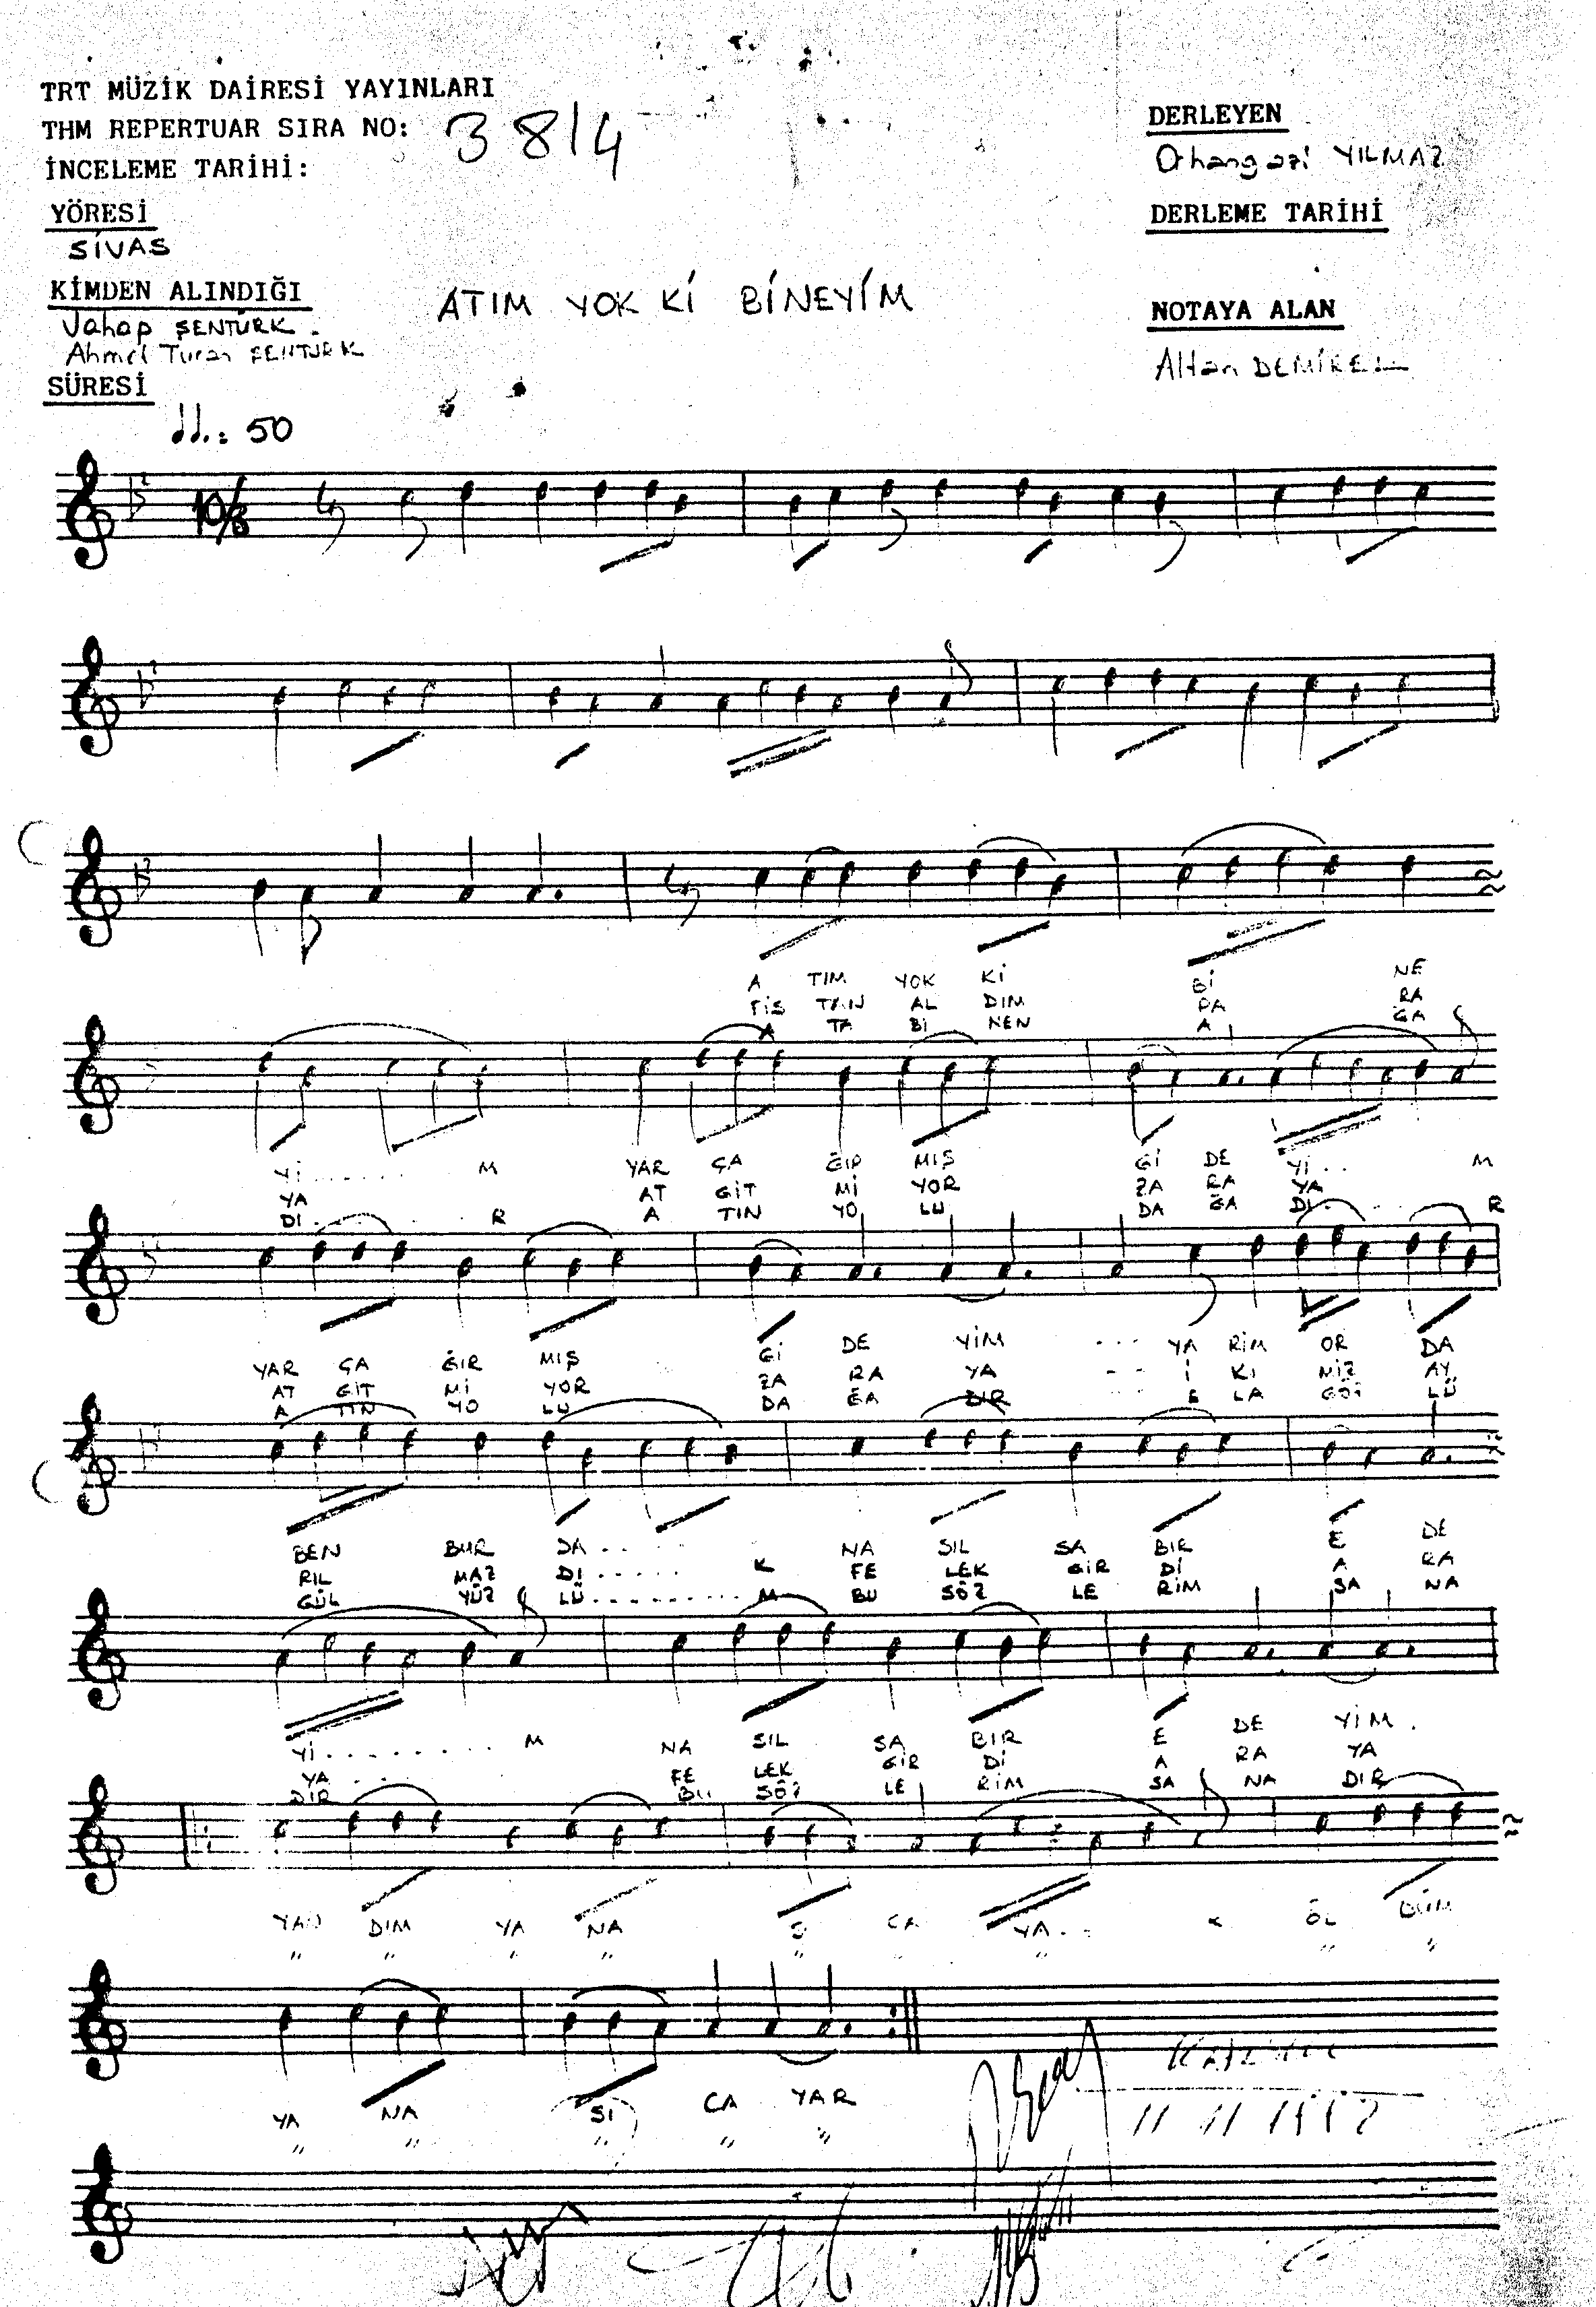 TRT MÜZİK DAİRESİ YAYINLARI
THM REPERTUAR SIRA NO: 3814
İNCELEME TARİHİ:
YÖRESİ
SİVAS
KİMDEN ALINDIĞI
Vahap ŞENTÜRK.
Ahmet Turan ŞENTÜRK
SÜRESİ
DERLEYEN
Orhangazi YILMAZ
DERLEME TARİHİ
NOTAYA ALAN
Altan DEMİREL
ATIM YOK Kİ BİNEYİM
: 50
10/8
A TIM YOK Kİ Bİ NE
FİS TAN AL DIM PA RA
A TA Bİ NEN A ĞA
Yİ...... M YAR ÇA ĞIR MIŞ Gİ DE Yİ.. M
YA AT GİT Mİ YOR ZA RA YA
DI........ R A TIN YO LU DA ĞA DI....... R
YAR ÇA ĞIR MIŞ Gİ DE YİM ... YA RİM OR DA
AT GİT Mİ YOR ZA RA YA -- İ Kİ MİZ AY
A TIN YO LU DA ĞA DIR ... E LA GÖZ LÜ
BEN BUR DA..... NA SIL SA BIR E DE
RIL MAZ DI...... K FE LEK GİR Dİ A RA
GÜL YÜZ LÜ......... M BU SÖZ LE RİM SA NA
Yİ......... M NA SIL SA BIR E DE YİM.
YA ... FE LEK GİR Dİ A RA YA
DIR BU SÖZ LE RİM SA NA DIR
YAN DIM YA NA SI CA YA.. K ÖL DÜM
" " " " " " " " "
YA NA SI CA YAR
" " " " "